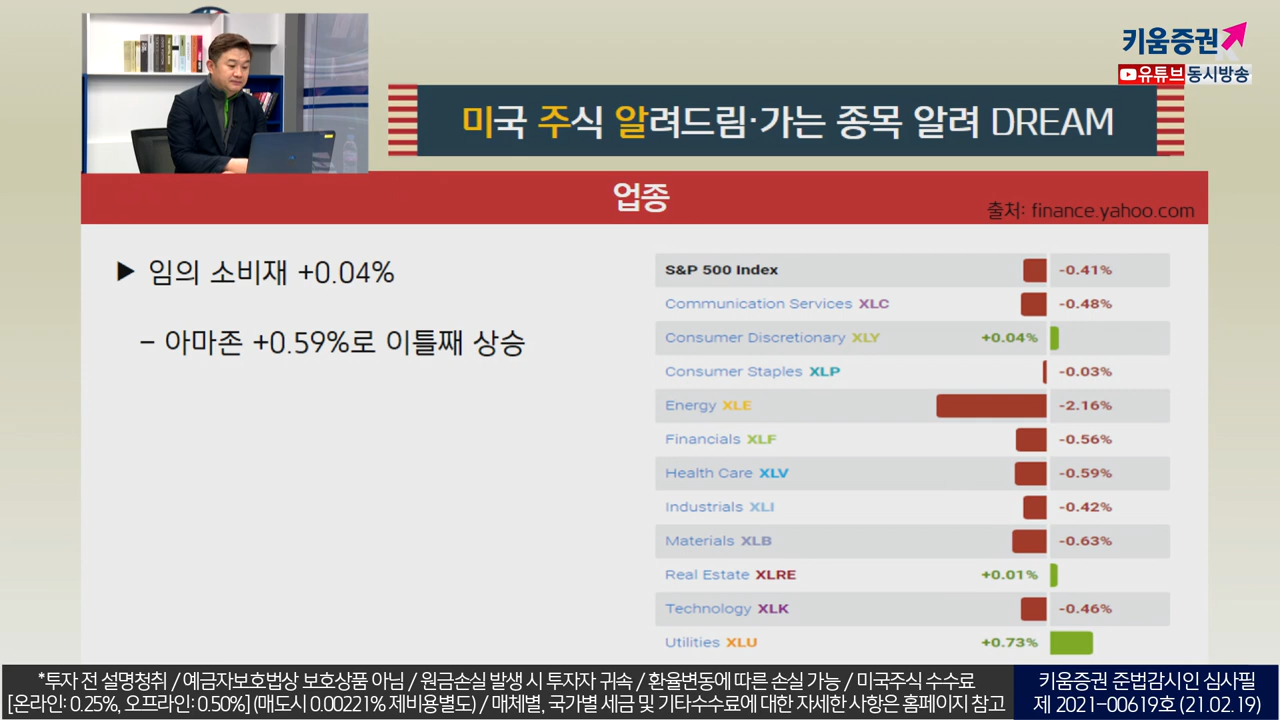 키움증권
유튜브동시방송
미국 주식 알려드림·가는 종목 알려 DREAM
업종
출처: finance.yahoo.com
▶ 임의 소비재 +0.04%
- 아마존 +0.59%로 이틀째 상승
S&P 500 Index -0.41%
Communication Services XLC -0.48%
Consumer Discretionary XLY +0.04%
Consumer Staples XLP -0.03%
Energy XLE -2.16%
Financials XLF -0.56%
Health Care XLV -0.59%
Industrials XLI -0.42%
Materials XLB -0.63%
Real Estate XLRE +0.01%
Technology XLK -0.46%
Utilities XLU +0.73%
*투자 전 설명청취 / 예금자보호법상 보호상품 아님 / 원금손실 발생 시 투자자 귀속 / 환율변동에 따른 손실 가능 / 미국주식 수수료
[온라인: 0.25%, 오프라인: 0.50%] (매도시 0.00221% 제비용별도) / 매체별, 국가별 세금 및 기타수수료에 대한 자세한 사항은 홈페이지 참고
키움증권 준법감시인 심사필
제 2021-00619호 (21.02.19)